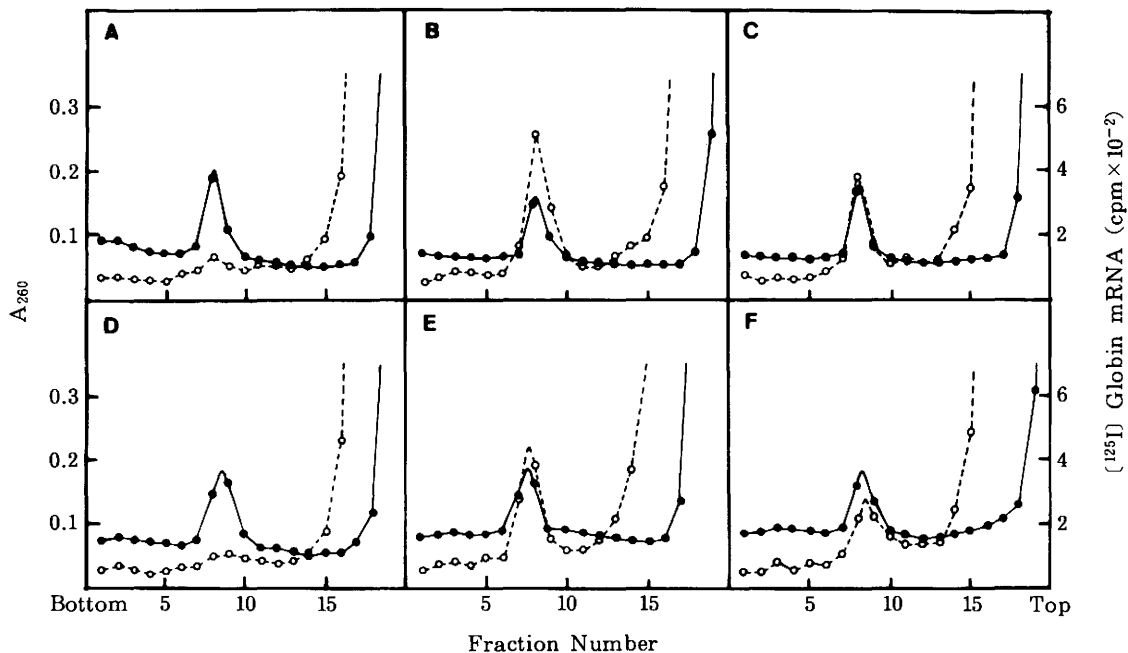 A B C
0.3 6
0.2 4
0.1 2
A260
[125I] Globin mRNA (cpm×10−2)
D E F
0.3 6
0.2 4
0.1 2
Bottom 5 10 15 5 10 15 5 10 15 Top
Fraction Number